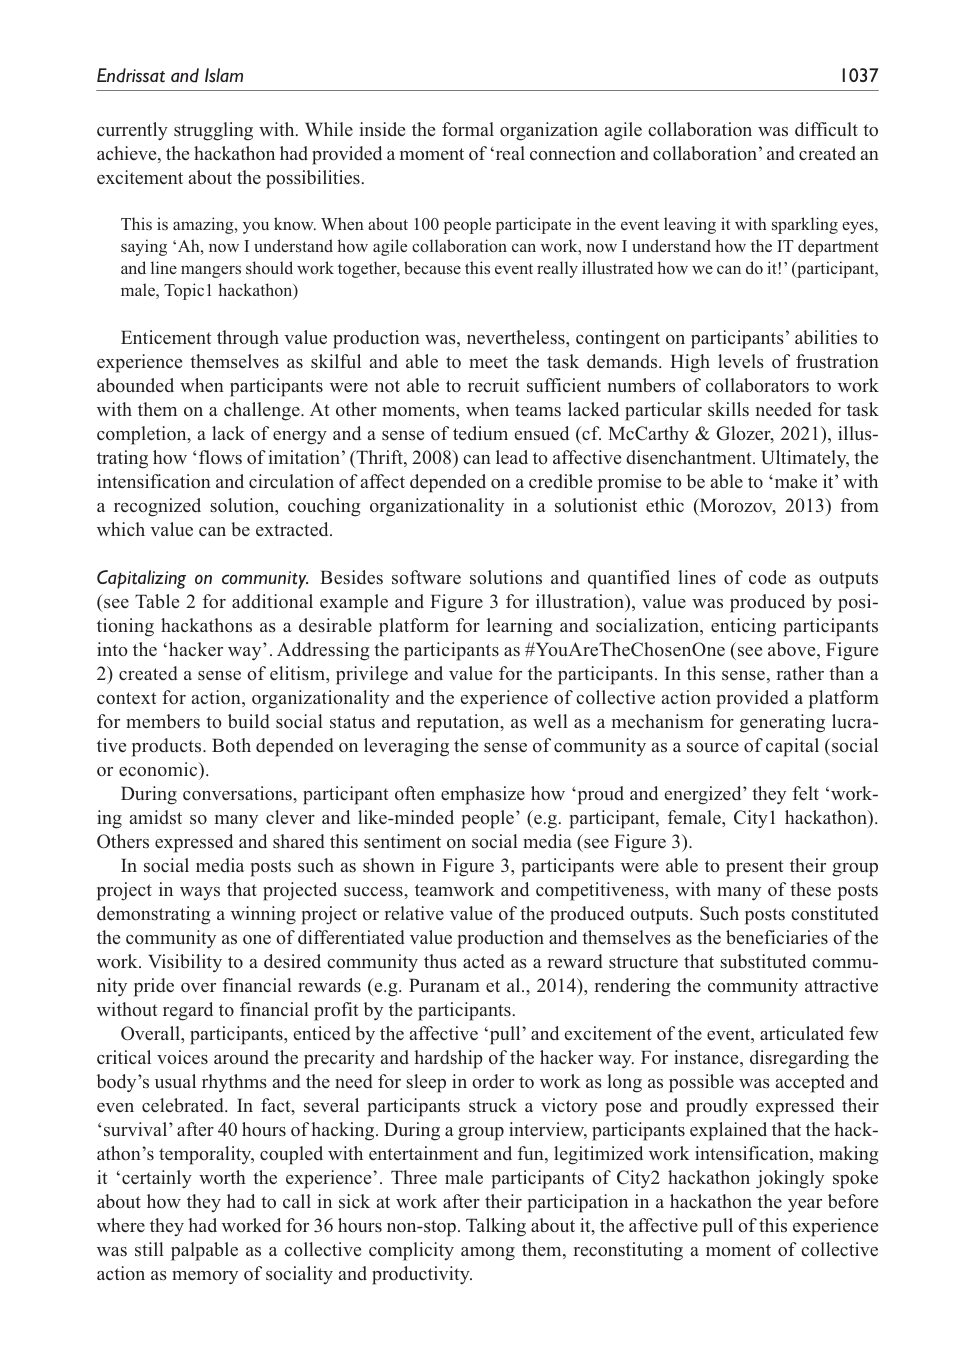 Endrissat and Islam 1037
currently struggling with. While inside the formal organization agile collaboration was difficult to
achieve, the hackathon had provided a moment of ‘real connection and collaboration’ and created an
excitement about the possibilities.
This is amazing, you know. When about 100 people participate in the event leaving it with sparkling eyes,
saying ‘Ah, now I understand how agile collaboration can work, now I understand how the IT department
and line mangers should work together, because this event really illustrated how we can do it!’ (participant,
male, Topic1 hackathon)
Enticement through value production was, nevertheless, contingent on participants’ abilities to
experience themselves as skilful and able to meet the task demands. High levels of frustration
abounded when participants were not able to recruit sufficient numbers of collaborators to work
with them on a challenge. At other moments, when teams lacked particular skills needed for task
completion, a lack of energy and a sense of tedium ensued (cf. McCarthy & Glozer, 2021), illus-
trating how ‘flows of imitation’ (Thrift, 2008) can lead to affective disenchantment. Ultimately, the
intensification and circulation of affect depended on a credible promise to be able to ‘make it’ with
a recognized solution, couching organizationality in a solutionist ethic (Morozov, 2013) from
which value can be extracted.
Capitalizing on community. Besides software solutions and quantified lines of code as outputs
(see Table 2 for additional example and Figure 3 for illustration), value was produced by posi-
tioning hackathons as a desirable platform for learning and socialization, enticing participants
into the ‘hacker way’. Addressing the participants as #YouAreTheChosenOne (see above, Figure
2) created a sense of elitism, privilege and value for the participants. In this sense, rather than a
context for action, organizationality and the experience of collective action provided a platform
for members to build social status and reputation, as well as a mechanism for generating lucra-
tive products. Both depended on leveraging the sense of community as a source of capital (social
or economic).
During conversations, participant often emphasize how ‘proud and energized’ they felt ‘work-
ing amidst so many clever and like-minded people’ (e.g. participant, female, City1 hackathon).
Others expressed and shared this sentiment on social media (see Figure 3).
In social media posts such as shown in Figure 3, participants were able to present their group
project in ways that projected success, teamwork and competitiveness, with many of these posts
demonstrating a winning project or relative value of the produced outputs. Such posts constituted
the community as one of differentiated value production and themselves as the beneficiaries of the
work. Visibility to a desired community thus acted as a reward structure that substituted commu-
nity pride over financial rewards (e.g. Puranam et al., 2014), rendering the community attractive
without regard to financial profit by the participants.
Overall, participants, enticed by the affective ‘pull’ and excitement of the event, articulated few
critical voices around the precarity and hardship of the hacker way. For instance, disregarding the
body’s usual rhythms and the need for sleep in order to work as long as possible was accepted and
even celebrated. In fact, several participants struck a victory pose and proudly expressed their
‘survival’ after 40 hours of hacking. During a group interview, participants explained that the hack-
athon’s temporality, coupled with entertainment and fun, legitimized work intensification, making
it ‘certainly worth the experience’. Three male participants of City2 hackathon jokingly spoke
about how they had to call in sick at work after their participation in a hackathon the year before
where they had worked for 36 hours non-stop. Talking about it, the affective pull of this experience
was still palpable as a collective complicity among them, reconstituting a moment of collective
action as memory of sociality and productivity.